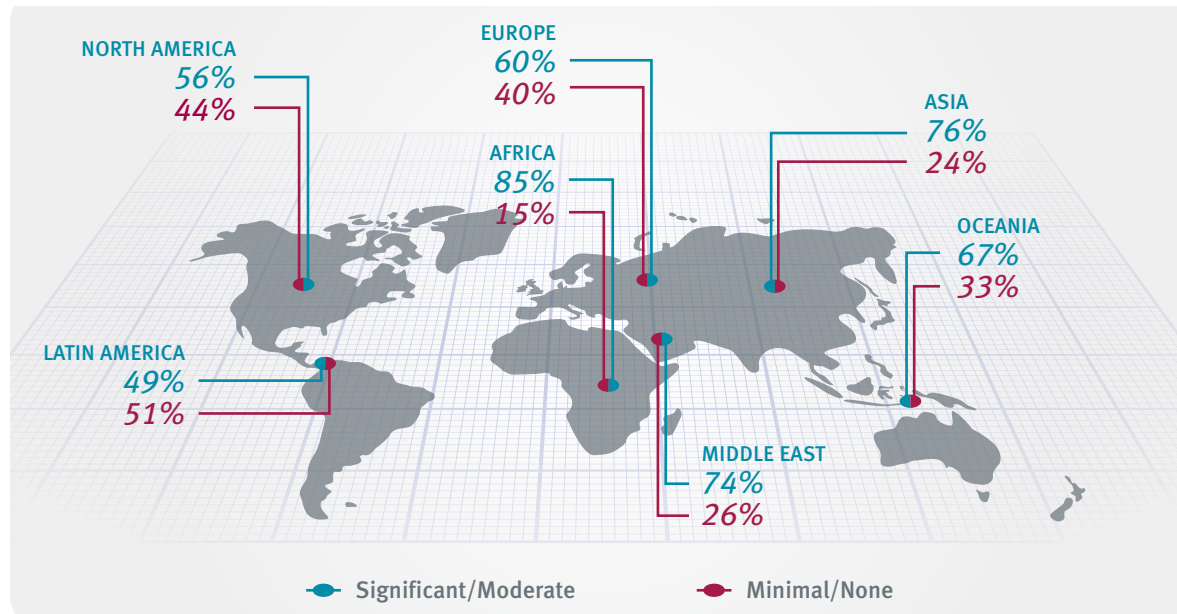 NORTH AMERICA
56%
44%
EUROPE
60%
40%
ASIA
76%
24%
AFRICA
85%
15%
OCEANIA
67%
33%
LATIN AMERICA
49%
51%
MIDDLE EAST
74%
26%
Significant/Moderate
Minimal/None